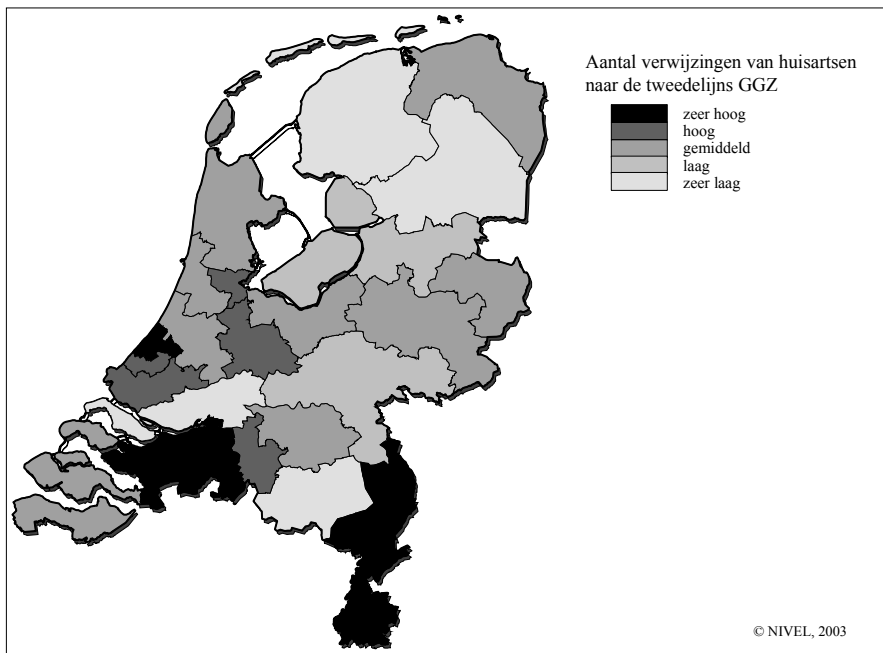 Aantal verwijzingen van huisartsen
naar de tweedelijns GGZ
zeer hoog
hoog
gemiddeld
laag
zeer laag
© NIVEL, 2003